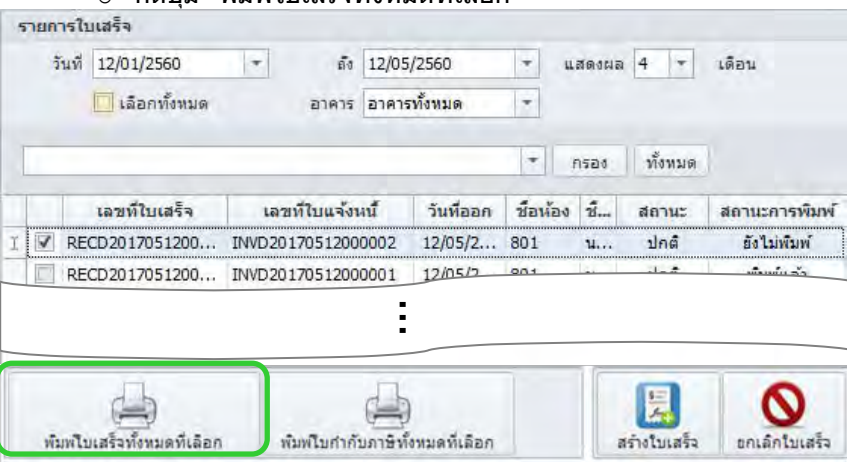 รายการใบเสร็จ
วันที่ 12/01/2560 ถึง 12/05/2560 แสดงผล 4 เดือน
เลือกทั้งหมด อาคาร อาคารทั้งหมด
กรอง ทั้งหมด
เลขที่ใบเสร็จ เลขที่ใบแจ้งหนี้ วันที่ออก ชื่อห้อง ชื่... สถานะ สถานะการพิมพ์
RECD2017051200... INVD20170512000002 12/05/2... 801 น... ปกติ ยังไม่พิมพ์
RECD2017051200... INVD20170512000001 12/05/2...
พิมพ์ใบเสร็จทั้งหมดที่เลือก พิมพ์ใบกำกับภาษีทั้งหมดที่เลือก สร้างใบเสร็จ ยกเลิกใบเสร็จ